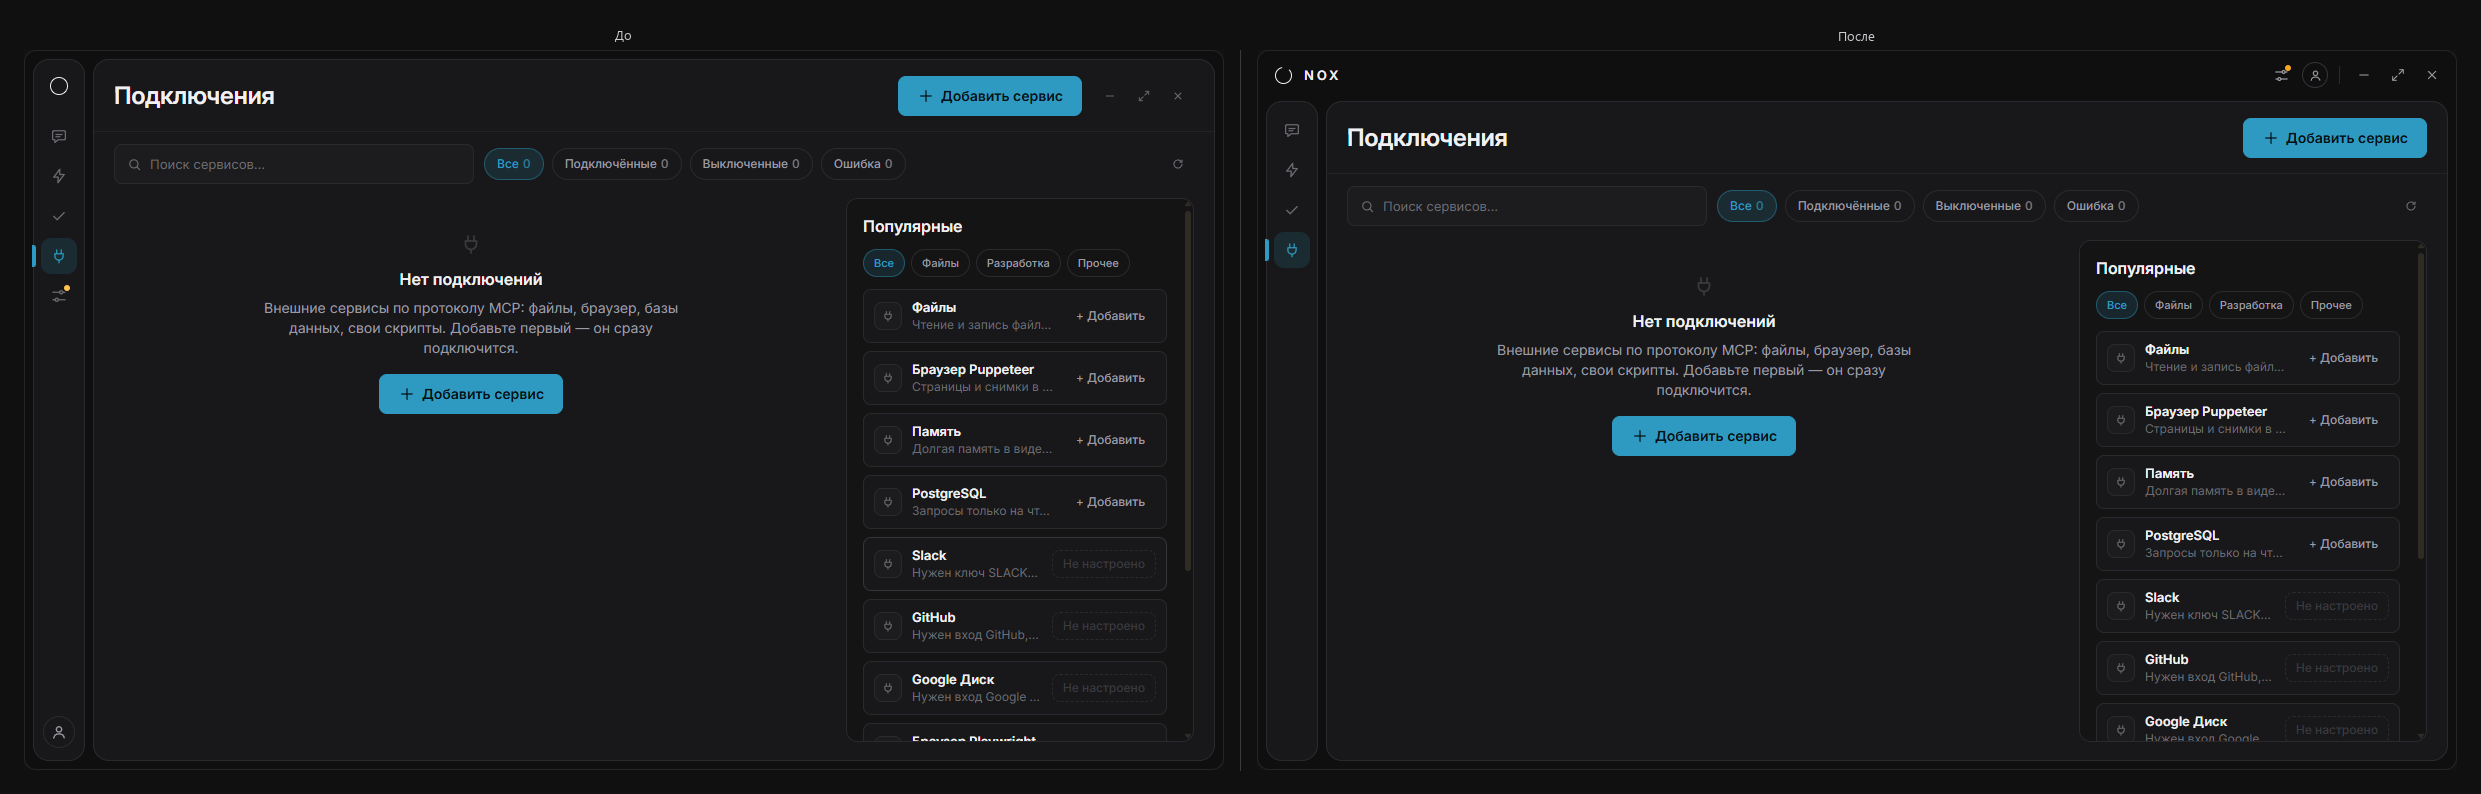 До
Подключения
+ Добавить сервис
Поиск сервисов...
Все 0
Подключённые 0
Выключенные 0
Ошибка 0
Нет подключений
Внешние сервисы по протоколу MCP: файлы, браузер, базы
данных, свои скрипты. Добавьте первый — он сразу
подключится.
+ Добавить сервис
Популярные
Все
Файлы
Разработка
Прочее
Файлы
Чтение и запись файл...
+ Добавить
Браузер Puppeteer
Страницы и снимки в ...
+ Добавить
Память
Долгая память в виде...
+ Добавить
PostgreSQL
Запросы только на чт...
+ Добавить
Slack
Нужен ключ SLACK...
Не настроено
GitHub
Нужен вход GitHub,...
Не настроено
Google Диск
Нужен вход Google ...
Не настроено
Браузер Playwright
После
NOX
Подключения
+ Добавить сервис
Поиск сервисов...
Все 0
Подключённые 0
Выключенные 0
Ошибка 0
Нет подключений
Внешние сервисы по протоколу MCP: файлы, браузер, базы
данных, свои скрипты. Добавьте первый — он сразу
подключится.
+ Добавить сервис
Популярные
Все
Файлы
Разработка
Прочее
Файлы
Чтение и запись файл...
+ Добавить
Браузер Puppeteer
Страницы и снимки в ...
+ Добавить
Память
Долгая память в виде...
+ Добавить
PostgreSQL
Запросы только на чт...
+ Добавить
Slack
Нужен ключ SLACK...
Не настроено
GitHub
Нужен вход GitHub,...
Не настроено
Google Диск
Нужен вход Google
Не настроено